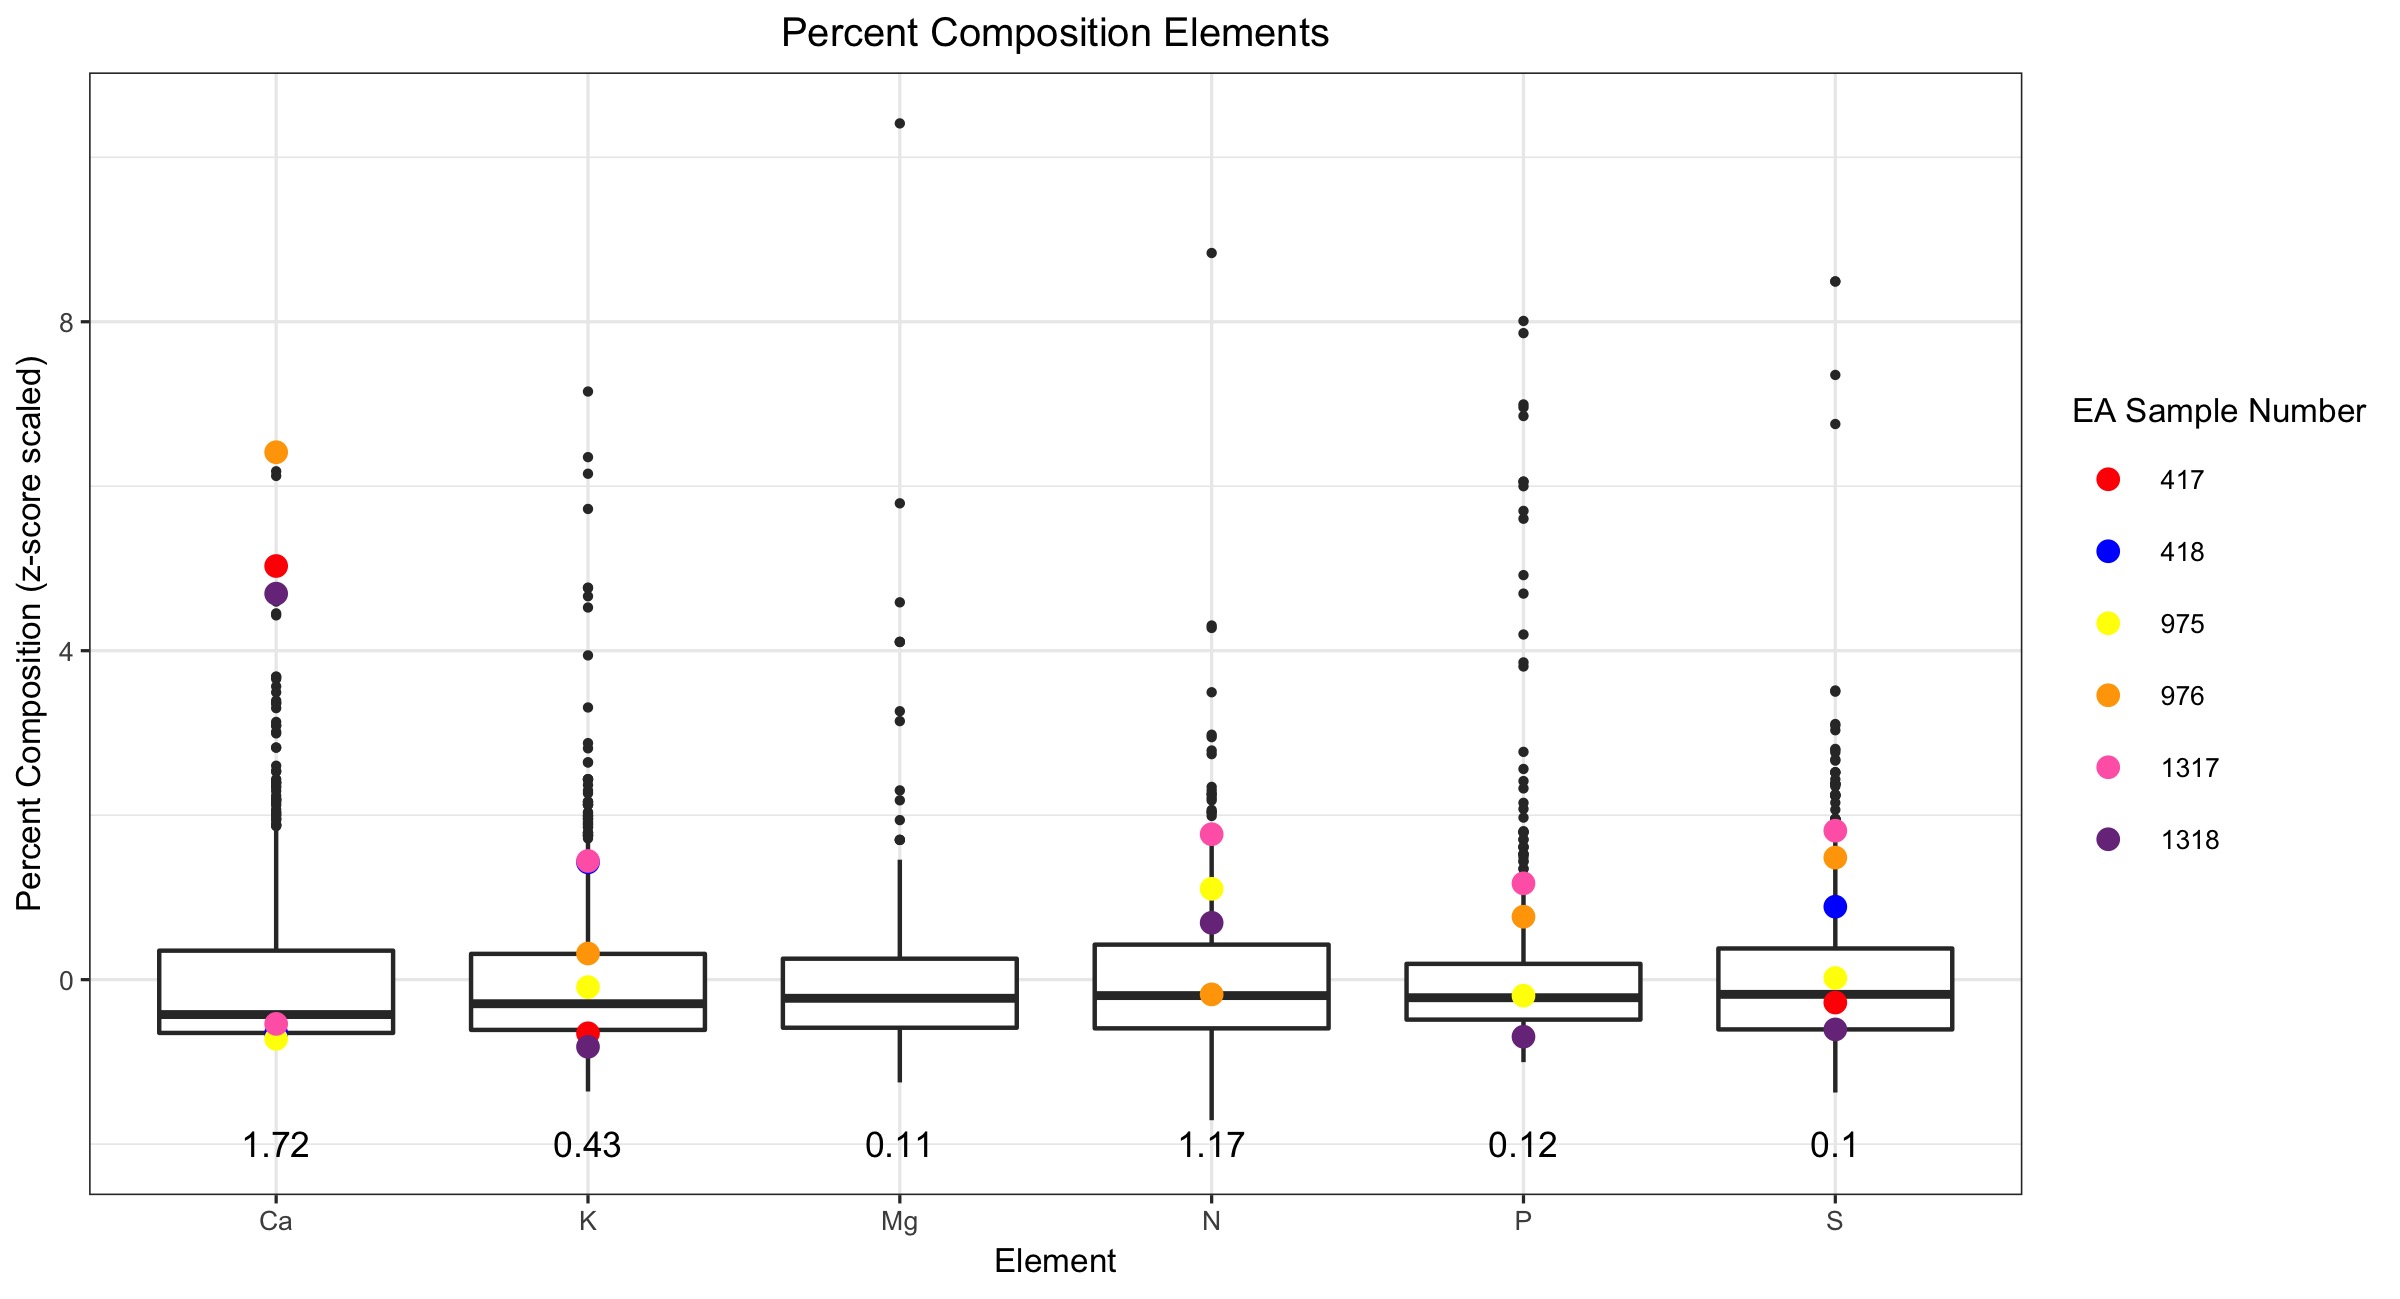 Percent Composition Elements
Percent Composition (z-score scaled)
8
4
0
1.72 0.43 0.11 1.17 0.12 0.1
Ca K Mg N P S
Element
EA Sample Number
417
418
975
976
1317
1318